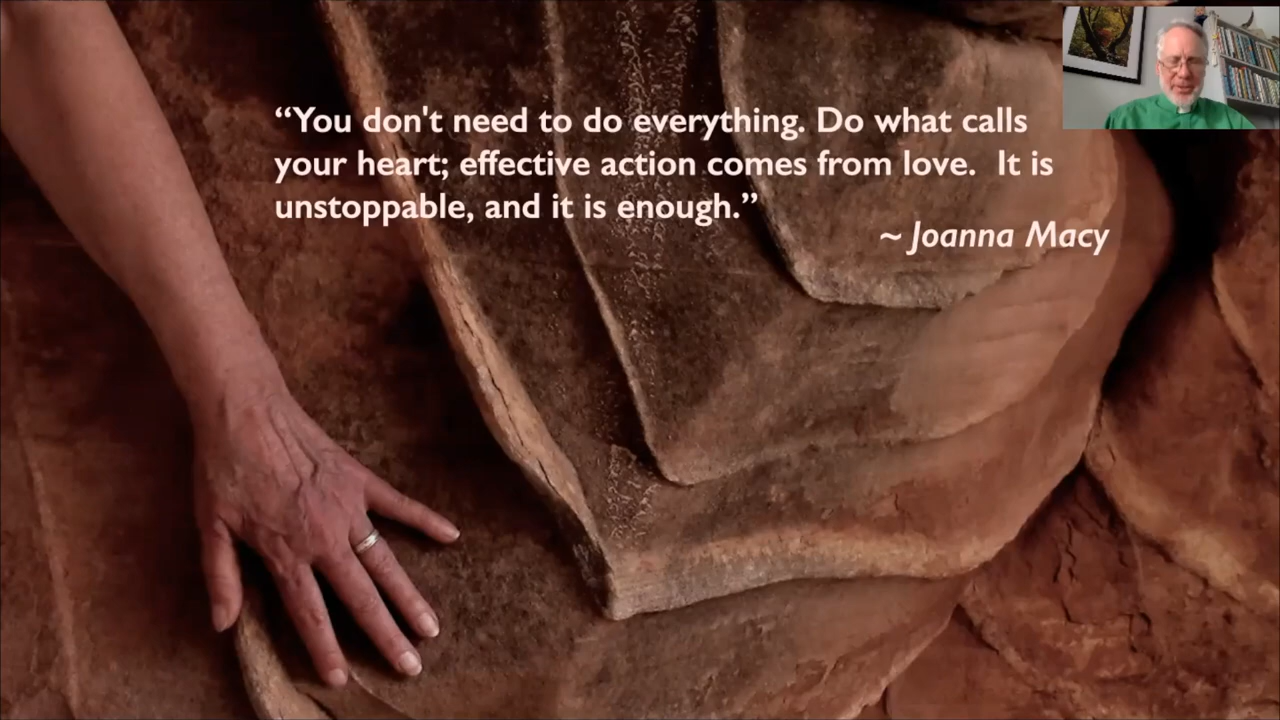 “You don't need to do everything. Do what calls
your heart; effective action comes from love.  It is
unstoppable, and it is enough.”
~ Joanna Macy